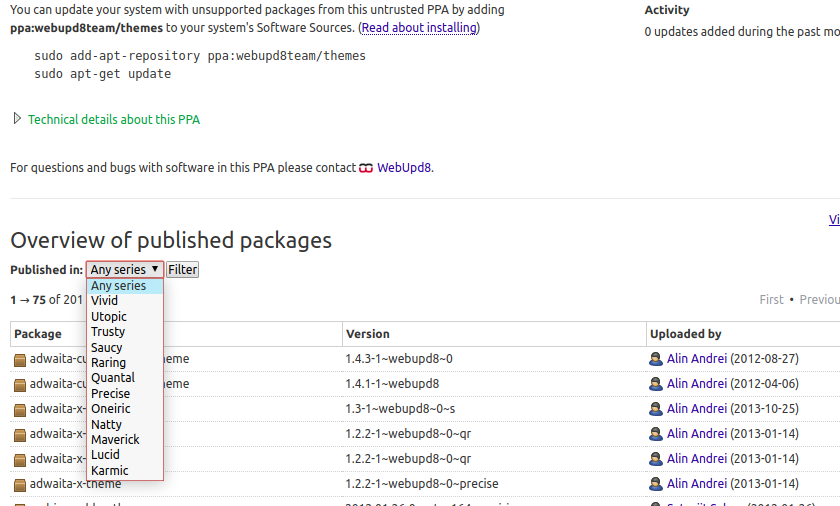 You can update your system with unsupported packages from this untrusted PPA by adding
ppa:webupd8team/themes to your system's Software Sources. (Read about installing)
sudo add-apt-repository ppa:webupd8team/themes
sudo apt-get update
Technical details about this PPA
For questions and bugs with software in this PPA please contact WebUpd8.
Activity
0 updates added during the past mo
Vi
Overview of published packages
Published in: Any series Filter
Any series
Vivid
Utopic
Trusty
Saucy
Raring
Quantal
Precise
Oneiric
Natty
Maverick
Lucid
Karmic
1 → 75 of 201
First • Previou
Package Version Uploaded by
adwaita-cu heme 1.4.3-1~webupd8~0 Alin Andrei (2012-08-27)
adwaita-cu heme 1.4.1-1~webupd8 Alin Andrei (2012-04-06)
adwaita-x- 1.3-1~webupd8~0~s Alin Andrei (2013-10-25)
adwaita-x- 1.2.2-1~webupd8~0~qr Alin Andrei (2013-01-14)
adwaita-x- 1.2.2-1~webupd8~0~qr Alin Andrei (2013-01-14)
adwaita-x-theme 1.2.2-1~webupd8~0~precise Alin Andrei (2013-01-14)